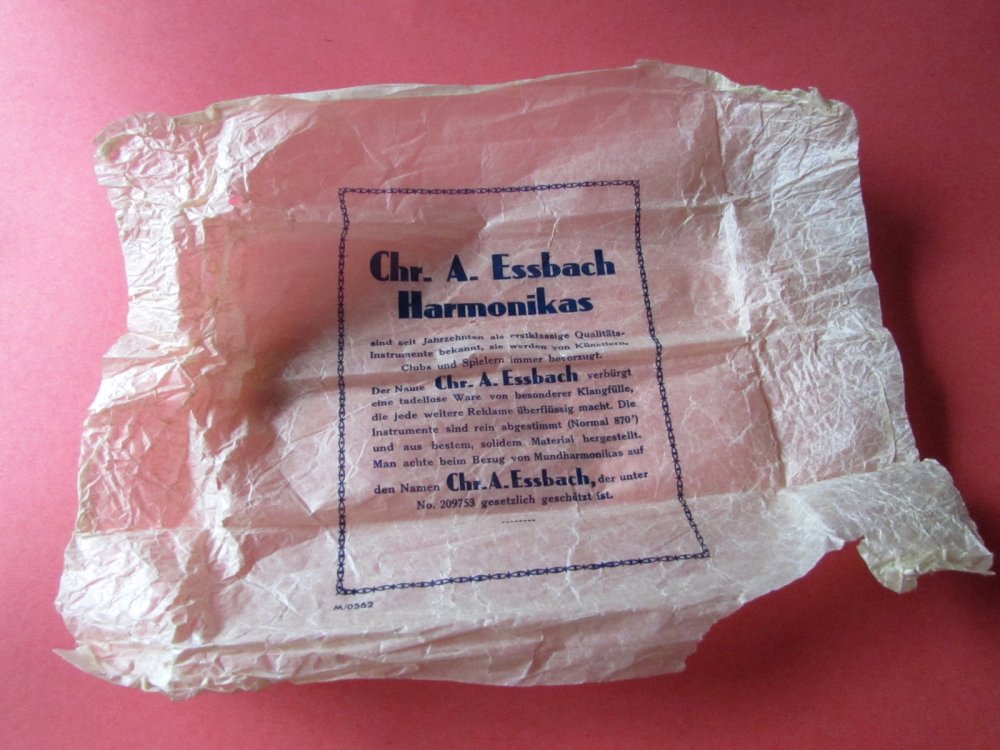 Chr. A. Essbach
Harmonikas
sind seit Jahrzehnten als erstklassige Qualitäts-
Instrumente bekannt, sie werden von Künstlern,
Clubs und Spielern immer bevorzugt.
Der Name Chr. A. Essbach verbürgt
eine tadellose Ware von besonderer Klangfülle,
die jede weitere Reklame überflüssig macht. Die
Instrumente sind rein abgestimmt (Normal 870')
und aus bestem, solidem Material hergestellt.
Man achte beim Bezug von Mundharmonikas auf
den Namen Chr. A. Essbach, der unter
No. 209753 gesetzlich geschützt ist.
M/0562